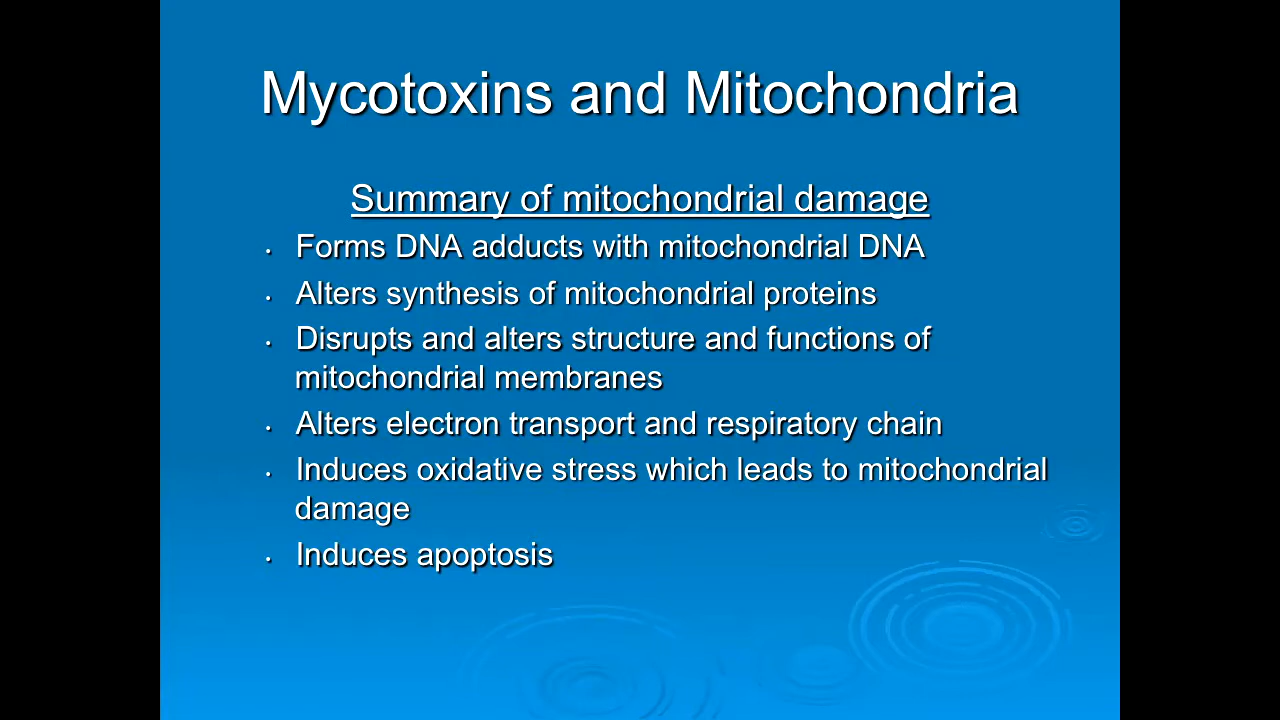 Mycotoxins and Mitochondria
Summary of mitochondrial damage
• Forms DNA adducts with mitochondrial DNA
• Alters synthesis of mitochondrial proteins
• Disrupts and alters structure and functions of
mitochondrial membranes
• Alters electron transport and respiratory chain
• Induces oxidative stress which leads to mitochondrial
damage
• Induces apoptosis